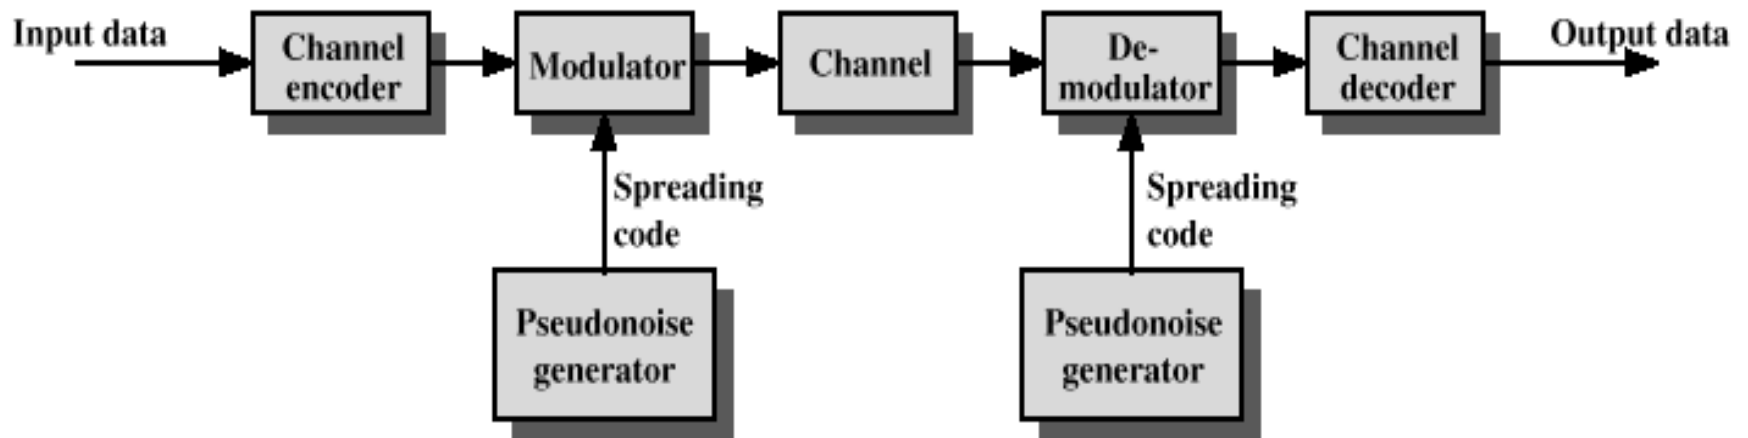 Input data
Channel
encoder
Modulator
Channel
De-
modulator
Channel
decoder
Output data
Spreading
code
Spreading
code
Pseudonoise
generator
Pseudonoise
generator